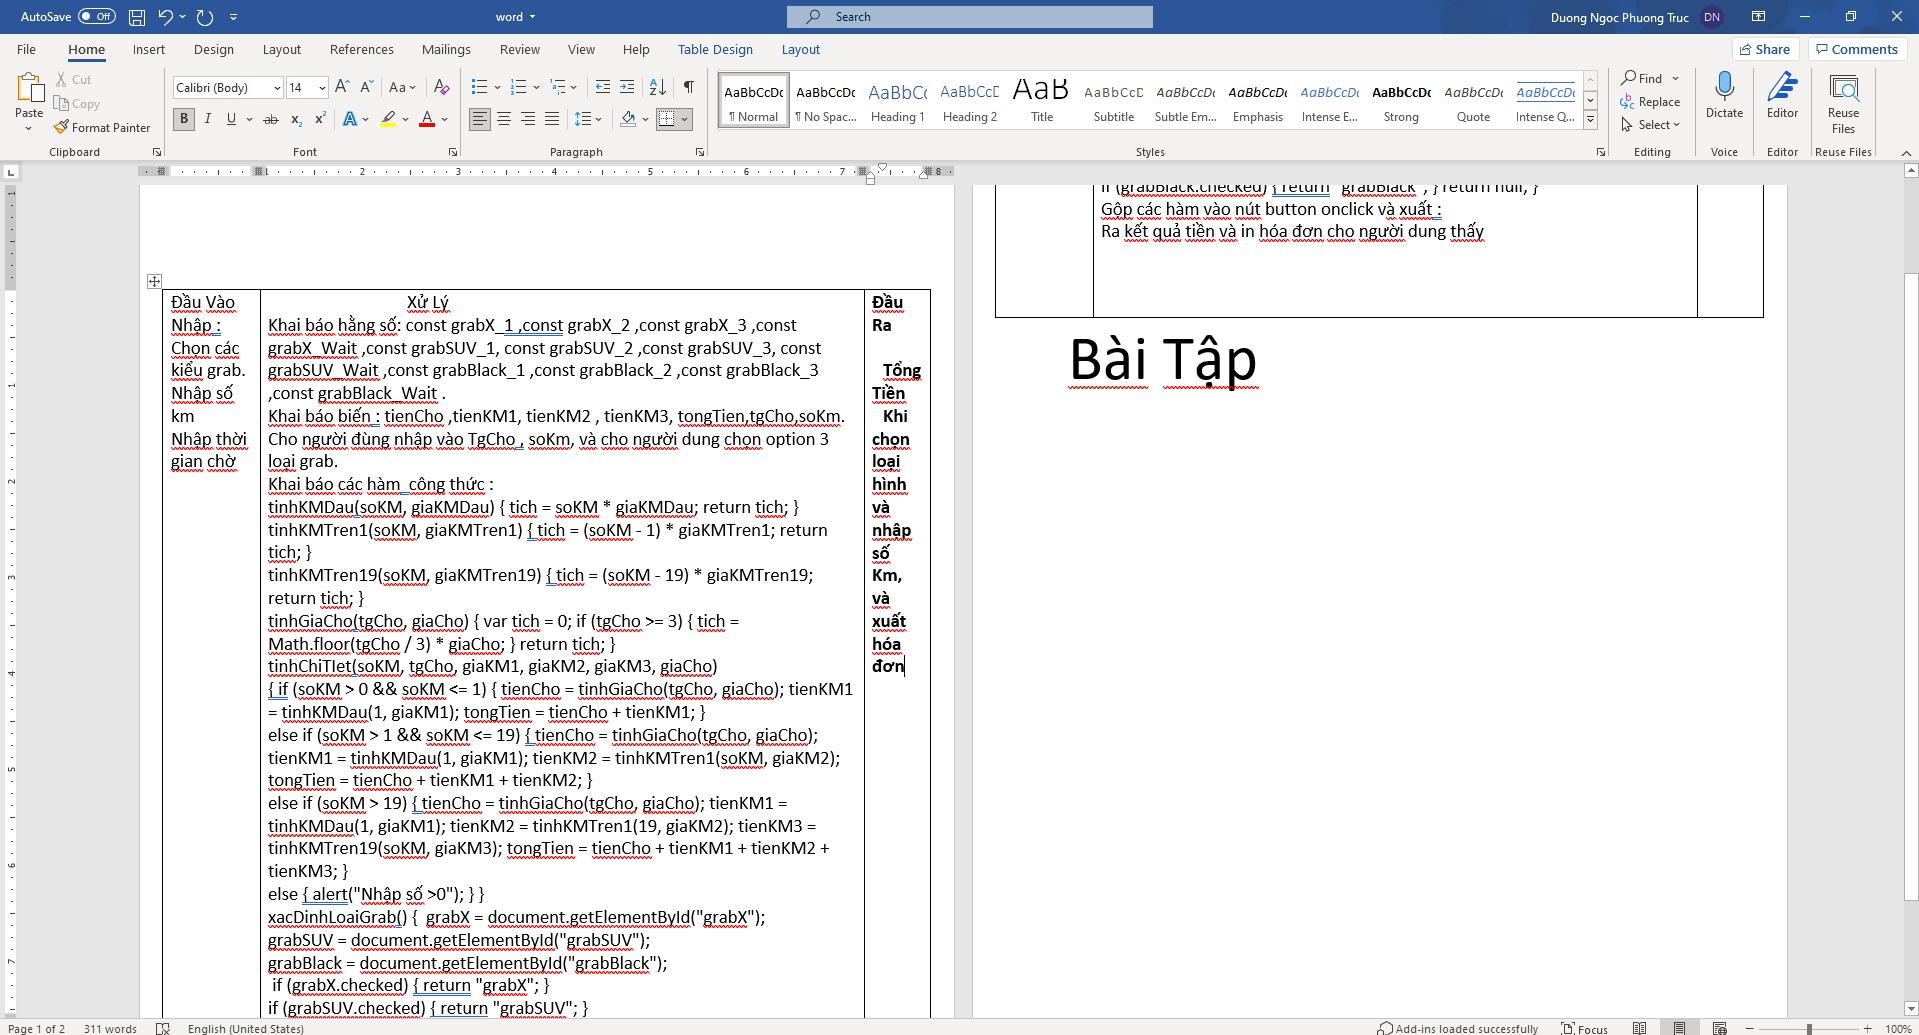 AutoSave Off word Search Duong Ngoc Phuong Truc DN
File Home Insert Design Layout References Mailings Review View Help Table Design Layout Share Comments
Paste Cut Copy Format Painter
Clipboard
Calibri (Body) 14
Font
Paragraph
AaBbCcDc AaBbCcDc AaBbCc AaBbCcD AaB AaBbCcD AaBbCcDc AaBbCcDc AaBbCcDc AaBbCcDc AaBbCcDc AaBbCcDc
¶ Normal ¶ No Spac... Heading 1 Heading 2 Title Subtitle Subtle Em... Emphasis Intense E... Strong Quote Intense Q...
Styles
Find
Replace
Select
Editing
Dictate
Voice
Editor
Editor
Reuse
Files
Reuse Files
1 2 3 4 5 6 7 8
Đầu Vào
Nhập :
Chọn các
kiểu grab.
Nhập số
km
Nhập thời
gian chờ
Xử Lý
Khai báo hằng số: const grabX_1 ,const grabX_2 ,const grabX_3 ,const
grabX_Wait ,const grabSUV_1, const grabSUV_2 ,const grabSUV_3, const
grabSUV_Wait ,const grabBlack_1 ,const grabBlack_2 ,const grabBlack_3
,const grabBlack_Wait .
Khai báo biến : tienCho ,tienKM1, tienKM2 , tienKM3, tongTien,tgCho,soKm.
Cho người đùng nhập vào TgCho , soKm, và cho người dung chọn option 3
loại grab.
Khai báo các hàm công thức :
tinhKMDau(soKM, giaKMDau) { tich = soKM * giaKMDau; return tich; }
tinhKMTren1(soKM, giaKMTren1) { tich = (soKM - 1) * giaKMTren1; return
tich; }
tinhKMTren19(soKM, giaKMTren19) { tich = (soKM - 19) * giaKMTren19;
return tich; }
tinhGiaCho(tgCho, giaCho) { var tich = 0; if (tgCho >= 3) { tich =
Math.floor(tgCho / 3) * giaCho; } return tich; }
tinhChiTIet(soKM, tgCho, giaKM1, giaKM2, giaKM3, giaCho)
{ if (soKM > 0 && soKM <= 1) { tienCho = tinhGiaCho(tgCho, giaCho); tienKM1
= tinhKMDau(1, giaKM1); tongTien = tienCho + tienKM1; }
else if (soKM > 1 && soKM <= 19) { tienCho = tinhGiaCho(tgCho, giaCho);
tienKM1 = tinhKMDau(1, giaKM1); tienKM2 = tinhKMTren1(soKM, giaKM2);
tongTien = tienCho + tienKM1 + tienKM2; }
else if (soKM > 19) { tienCho = tinhGiaCho(tgCho, giaCho); tienKM1 =
tinhKMDau(1, giaKM1); tienKM2 = tinhKMTren1(19, giaKM2); tienKM3 =
tinhKMTren19(soKM, giaKM3); tongTien = tienCho + tienKM1 + tienKM2 +
tienKM3; }
else { alert("Nhập số >0"); } }
xacDinhLoaiGrab() { grabX = document.getElementById("grabX");
grabSUV = document.getElementById("grabSUV");
grabBlack = document.getElementById("grabBlack");
if (grabX.checked) { return "grabX"; }
if (grabSUV.checked) { return "grabSUV"; }
Đầu
Ra
Tổng
Tiền
Khi
chọn
loại
hình
và
nhập
số
Km,
và
xuất
hóa
đơn
if (grabBlack.checked) { return "grabBlack"; } return null; }
Gộp các hàm vào nút button onclick và xuất :
Ra kết quả tiền và in hóa đơn cho người dung thấy
Bài Tập
Page 1 of 2 311 words English (United States) Add-ins loaded successfully Focus 100%